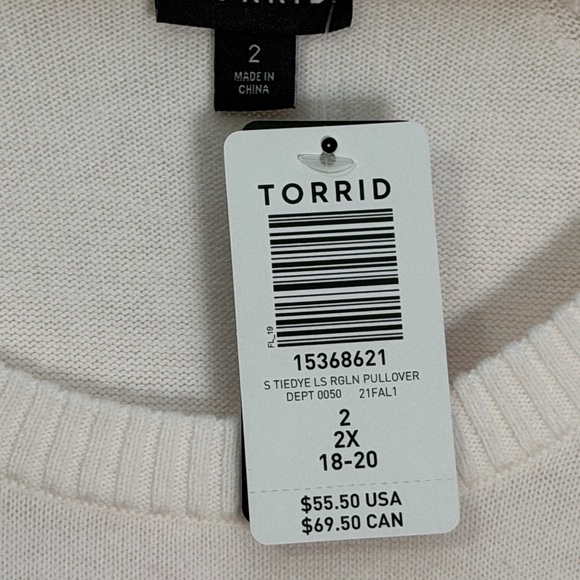 2
MADE IN
CHINA
TORRID
FL_19
15368621
S TIEDYE LS RGLN PULLOVER
DEPT 0050 21FAL1
2
2X
18-20
$55.50 USA
$69.50 CAN